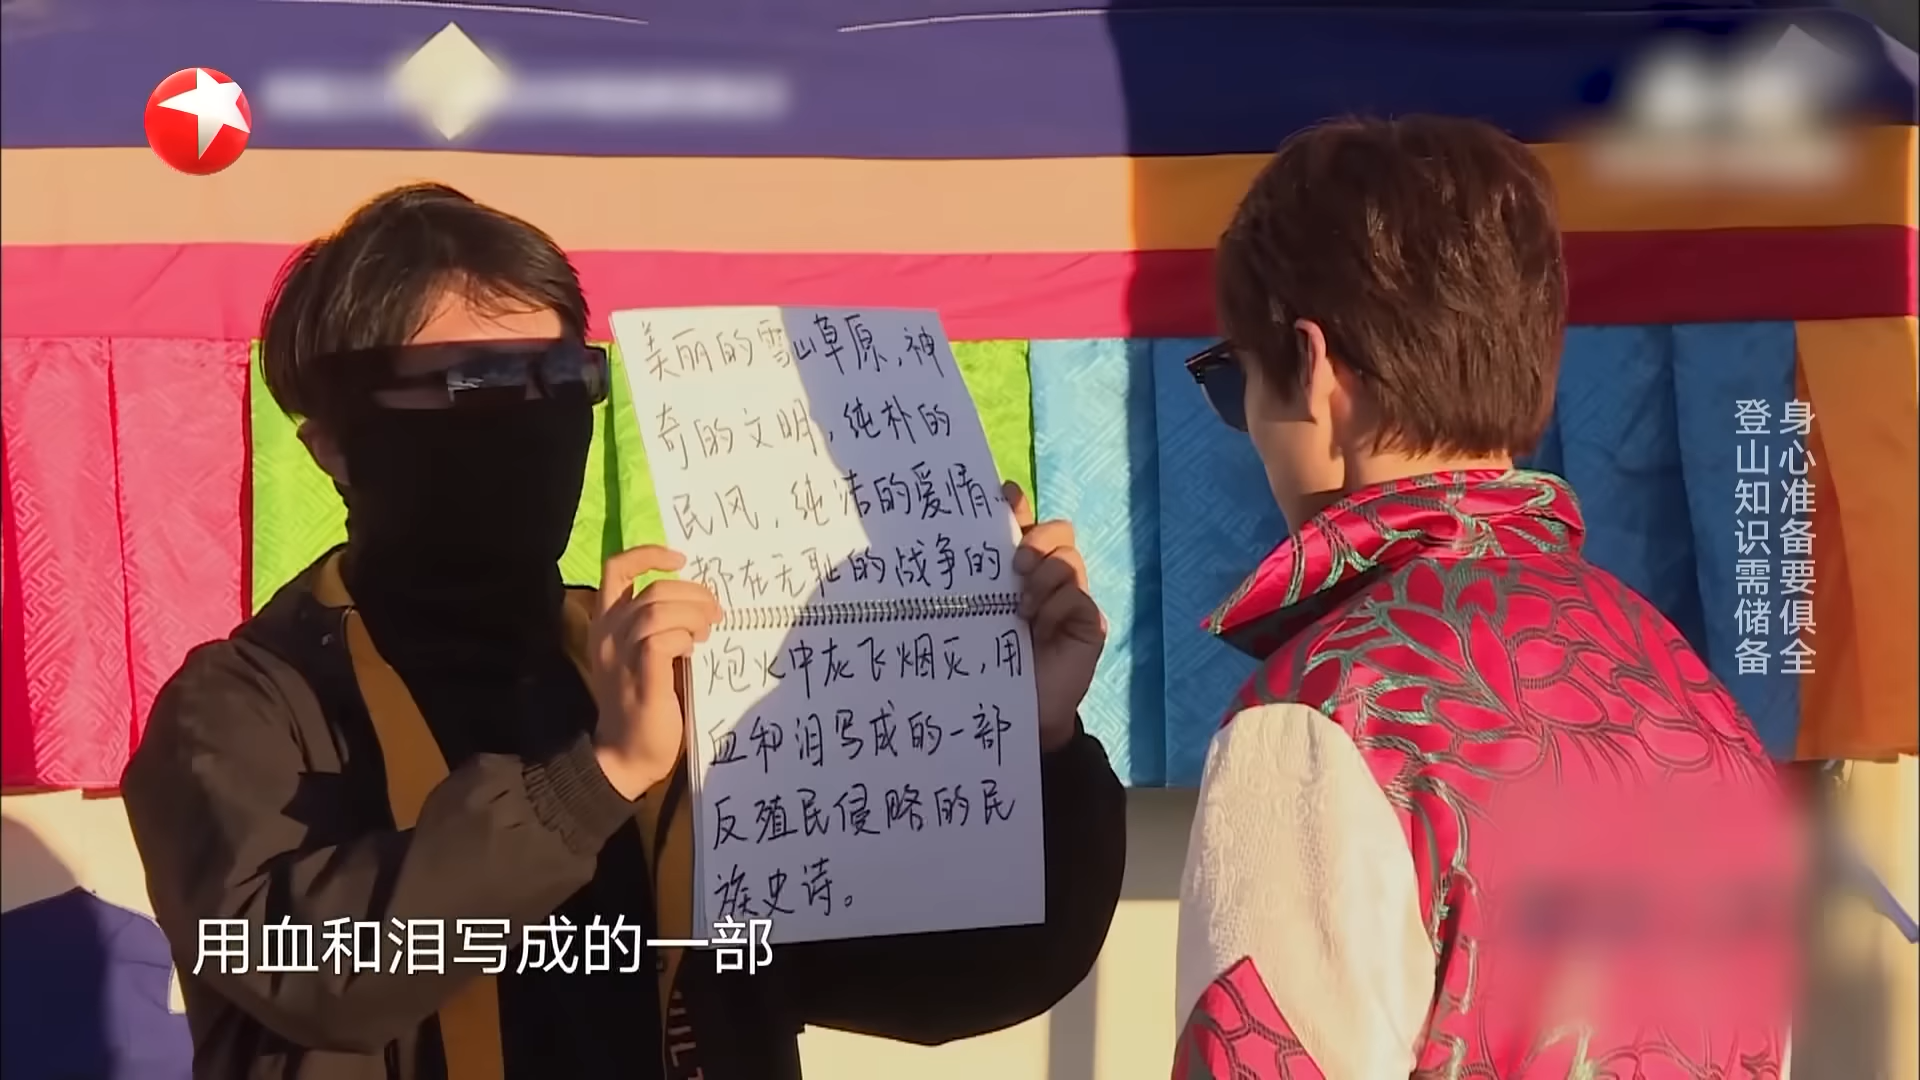 美丽的雪山草原,神
奇的文明,纯朴的
民风,纯洁的爱情...
都在无耻的战争的
炮火中灰飞烟灭,用
血和泪写成的一部
反殖民侵略的民
族史诗。
身心准备要俱全
登山知识需储备
用血和泪写成的一部